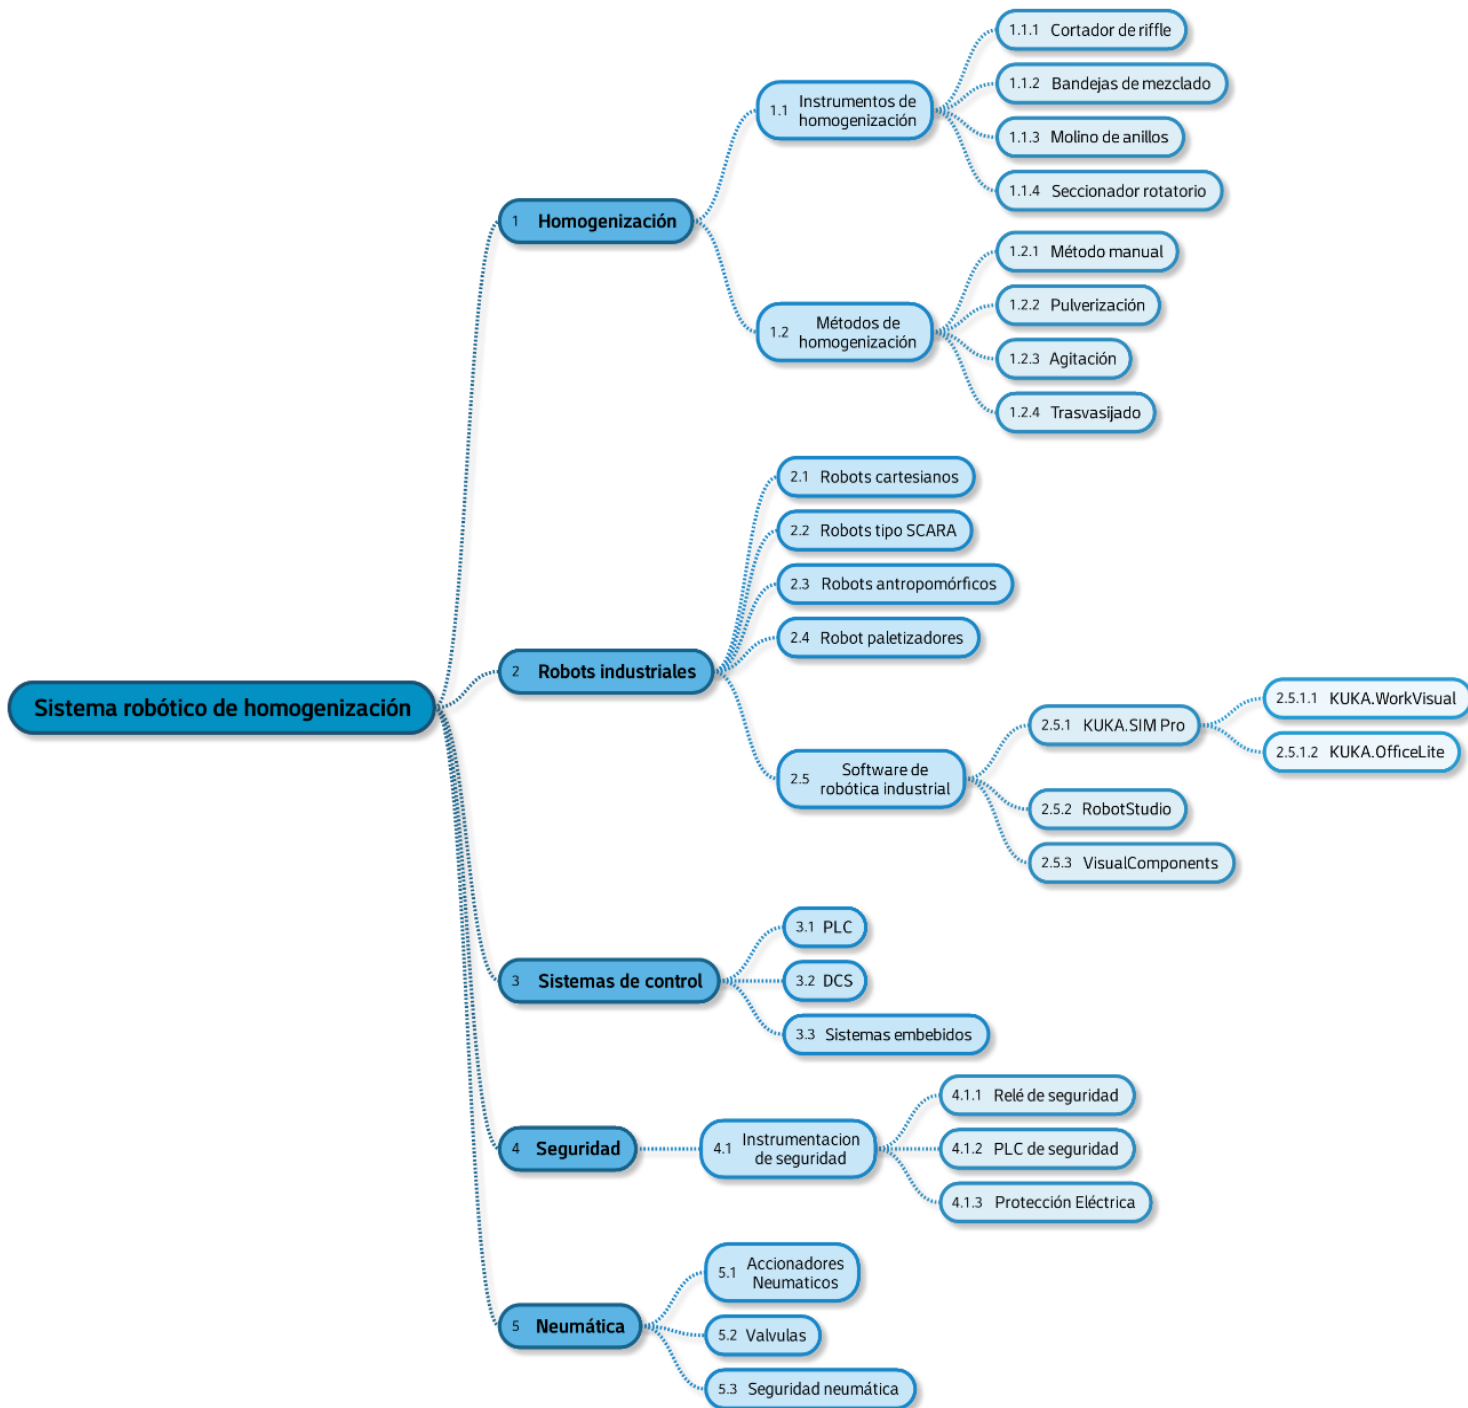 Sistema robótico de homogenización
1 Homogenización
1.1 Instrumentos de
homogenización
1.1.1 Cortador de riffle
1.1.2 Bandejas de mezclado
1.1.3 Molino de anillos
1.1.4 Seccionador rotatorio
1.2 Métodos de
homogenización
1.2.1 Método manual
1.2.2 Pulverización
1.2.3 Agitación
1.2.4 Trasvasijado
2 Robots industriales
2.1 Robots cartesianos
2.2 Robots tipo SCARA
2.3 Robots antropomórficos
2.4 Robot paletizadores
2.5 Software de
robótica industrial
2.5.1 KUKA.SIM Pro
2.5.1.1 KUKA.WorkVisual
2.5.1.2 KUKA.OfficeLite
2.5.2 RobotStudio
2.5.3 VisualComponents
3 Sistemas de control
3.1 PLC
3.2 DCS
3.3 Sistemas embebidos
4 Seguridad
4.1 Instrumentacion
de seguridad
4.1.1 Relé de seguridad
4.1.2 PLC de seguridad
4.1.3 Protección Eléctrica
5 Neumática
5.1 Accionadores
Neumaticos
5.2 Valvulas
5.3 Seguridad neumática